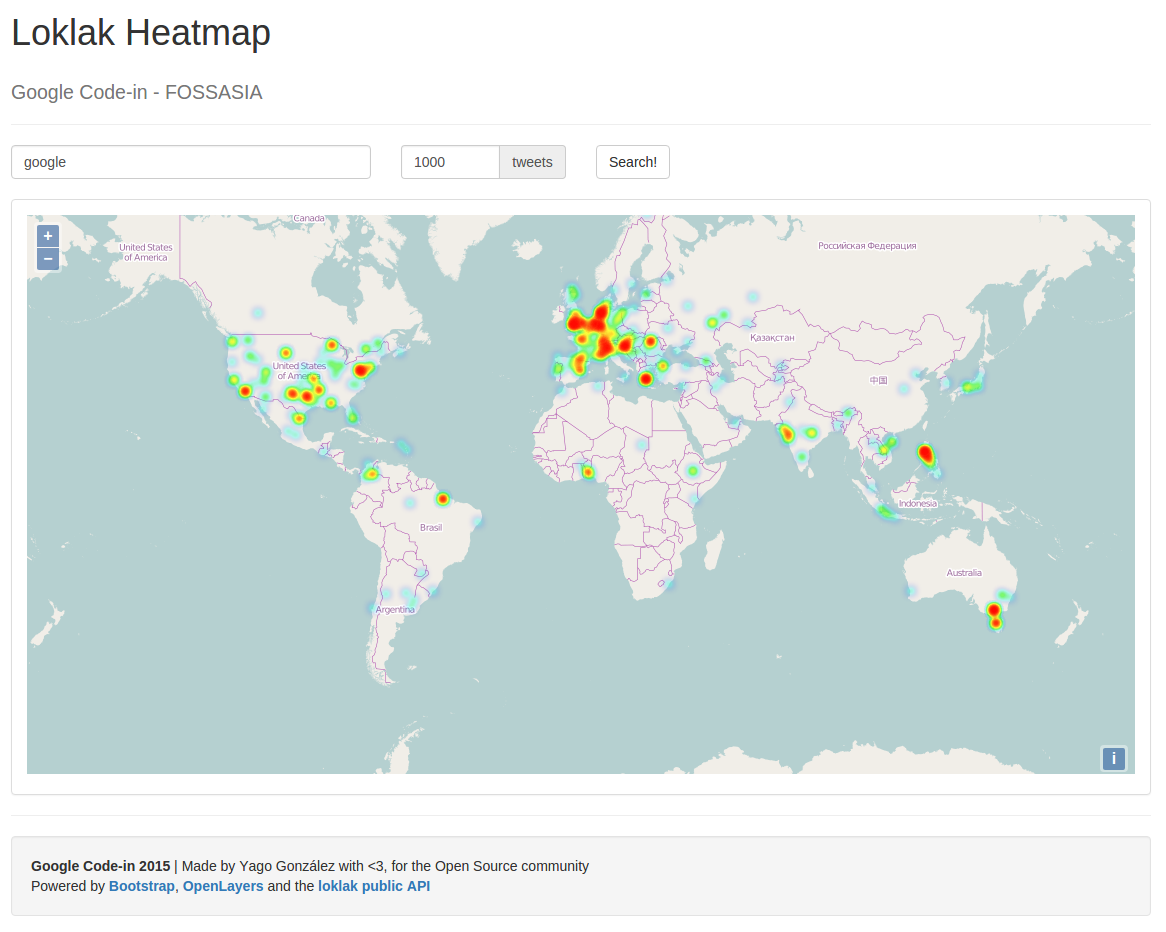 Loklak Heatmap
Google Code-in - FOSSASIA
google
1000 tweets
Search!
+
−
Canada
United States
of America
Российская Федерация
Қазақстан
United States
of America
中国
Indonesia
Brasil
Australia
Argentina
i
Google Code-in 2015 | Made by Yago González with <3, for the Open Source community
Powered by Bootstrap, OpenLayers and the loklak public API